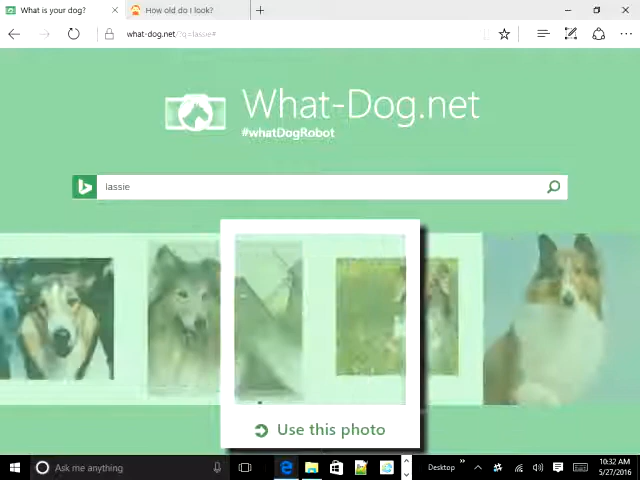 What is your dog?
How old do I look?
what-dog.net/?q=lassie#
What-Dog.net
#whatDogRobot
lassie
Use this photo
Ask me anything
Desktop
10:32 AM
5/27/2016